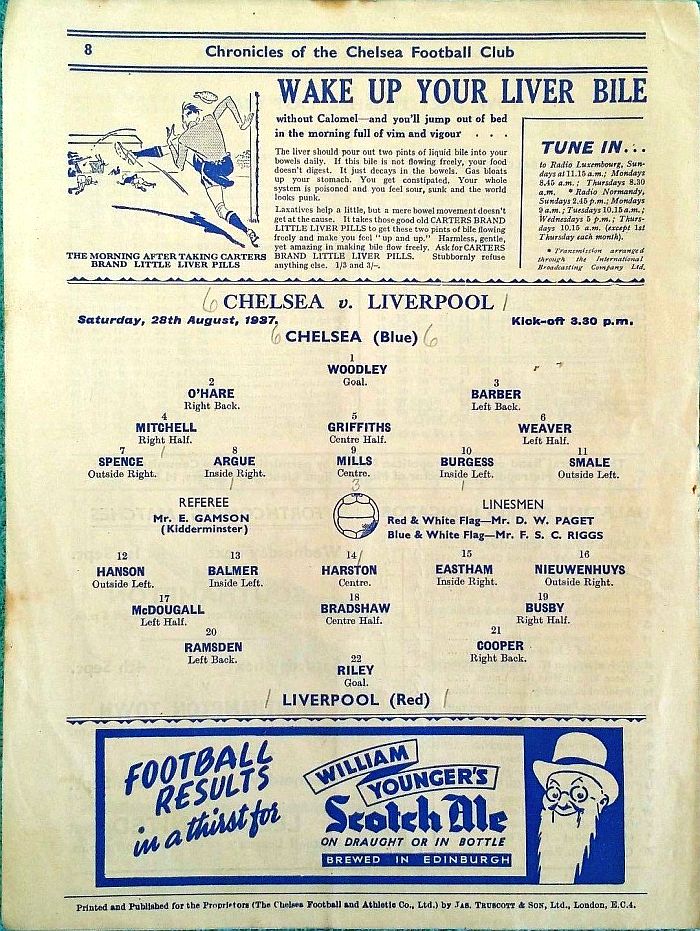 8
Chronicles of the Chelsea Football Club
WAKE UP YOUR LIVER BILE
without Calomel—and you'll jump out of bed
in the morning full of vim and vigour . . .
The liver should pour out two pints of liquid bile into your
bowels daily. If this bile is not flowing freely, your food
doesn't digest. It just decays in the bowels. Gas bloats
up your stomach. You get constipated. Your whole
system is poisoned and you feel sour, sunk and the world
looks punk.
Laxatives help a little, but a mere bowel movement doesn't
get at the cause. It takes those good old CARTERS BRAND
LITTLE LIVER PILLS to get these two pints of bile flowing
freely and make you feel "up and up." Harmless, gentle,
yet amazing in making bile flow freely. Ask for CARTERS
BRAND LITTLE LIVER PILLS. Stubbornly refuse
anything else. 1/3 and 3/-.
THE MORNING AFTER TAKING CARTERS
BRAND LITTLE LIVER PILLS
TUNE IN...
to Radio Luxembourg, Sun-
days at 11.15 a.m.; Mondays
8.45 a.m.; Thursdays 8.30
a.m. * Radio Normandy,
Sundays 2.45 p.m.; Mondays
9 a.m.; Tuesdays 10.15 a.m.;
Wednesdays 5 p.m.; Thurs-
days 10.15 a.m. (except 1st
Thursday each month).
* Transmission arranged
through the International
Broadcasting Company Ltd.
6 CHELSEA v. LIVERPOOL 1
Saturday, 28th August, 1937. Kick-off 3.30 p.m.
6 CHELSEA (Blue) 6
1
WOODLEY
Goal.
2 3
O'HARE BARBER
Right Back. Left Back.
4 5 6
MITCHELL GRIFFITHS WEAVER
Right Half. Centre Half. Left Half.
7 1 8 9 10 11
SPENCE ARGUE MILLS BURGESS SMALE
Outside Right. Inside Right. Centre. Inside Left. Outside Left.
1 3 1
REFEREE
Mr. E. GAMSON
(Kidderminster)
LINESMEN
Red & White Flag—Mr. D. W. PAGET
Blue & White Flag—Mr. F. S. C. RIGGS
12 13 14/ 15 16
HANSON BALMER HARSTON EASTHAM NIEUWENHUYS
Outside Left. Inside Left. Centre. Inside Right. Outside Right.
17 18 19
McDOUGALL BRADSHAW BUSBY
Left Half. Centre Half. Right Half.
20 21
RAMSDEN COOPER
Left Back. Right Back.
22
RILEY
Goal.
1 LIVERPOOL (Red) 1
FOOTBALL
RESULTS
in a thirst for
WILLIAM
YOUNGER'S
Scotch Ale
ON DRAUGHT OR IN BOTTLE
BREWED IN EDINBURGH
Printed and Published for the Proprietors (The Chelsea Football and Athletic Co., Ltd.) by JAS. TRUSCOTT & SON, Ltd., London, E.C.4.